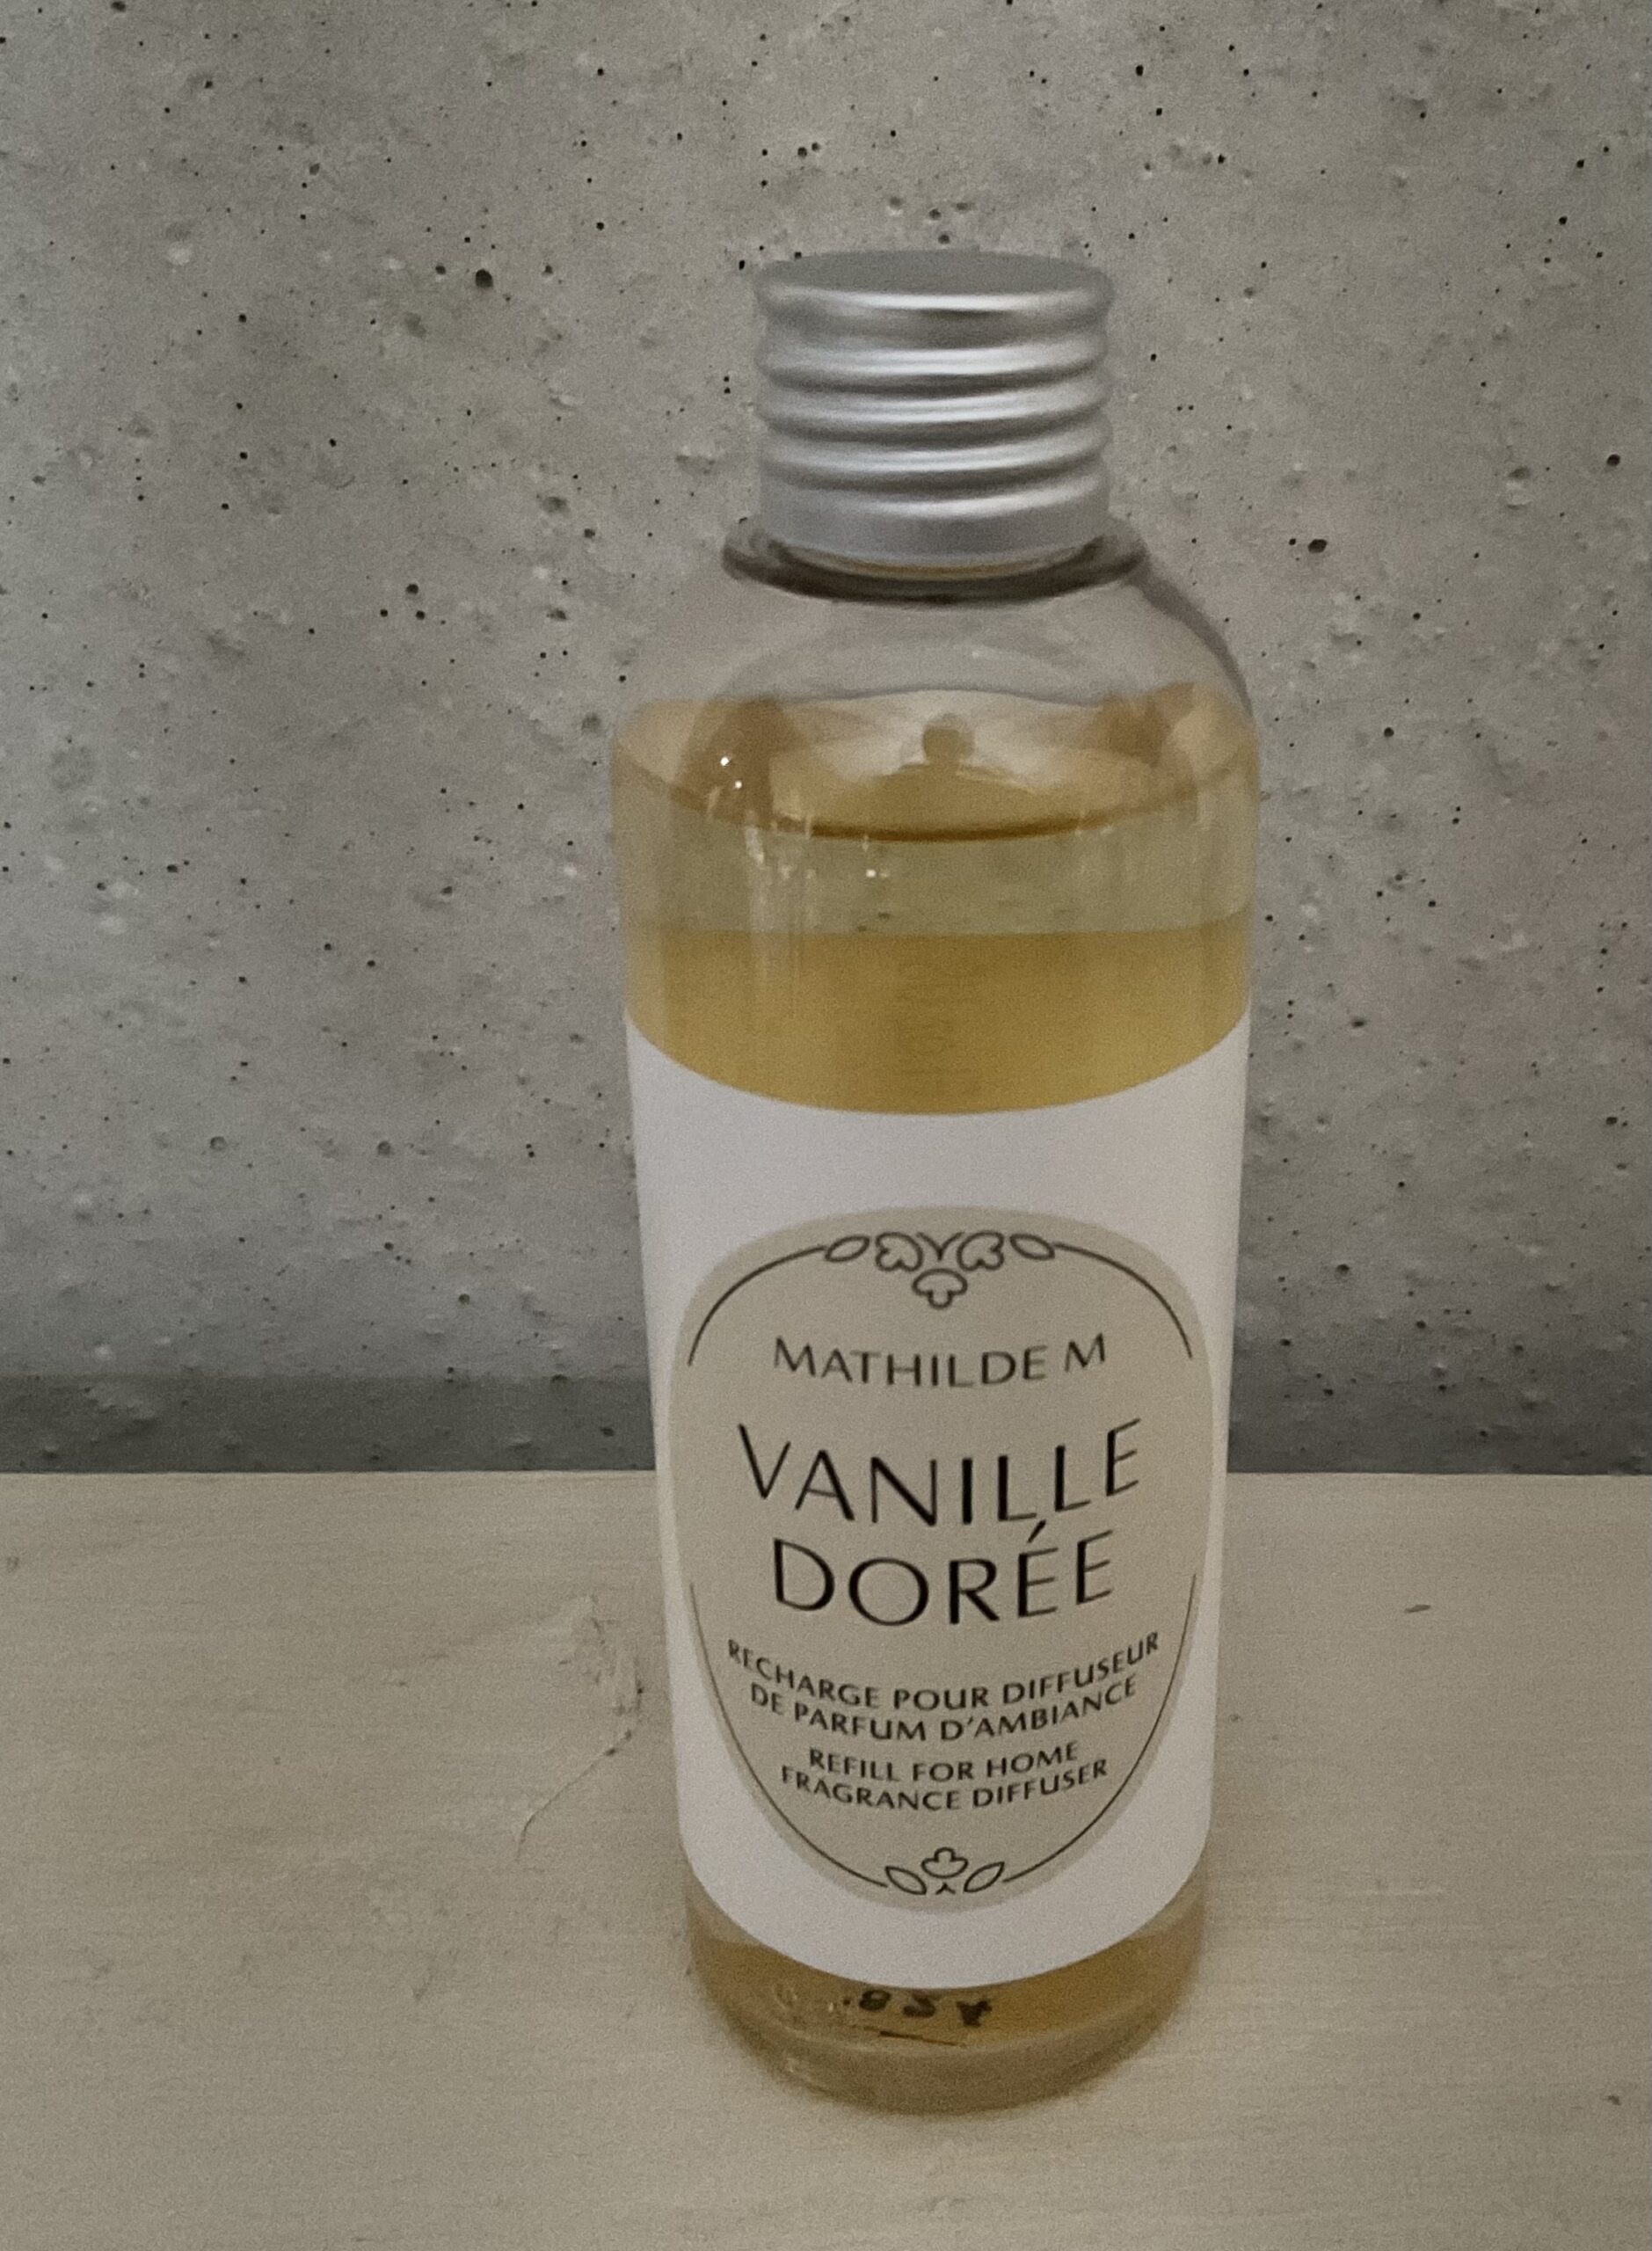 MATHILDE M
VANILLE
DORÉE
RECHARGE POUR DIFFUSEUR
DE PARFUM D'AMBIANCE
REFILL FOR HOME
FRAGRANCE DIFFUSER